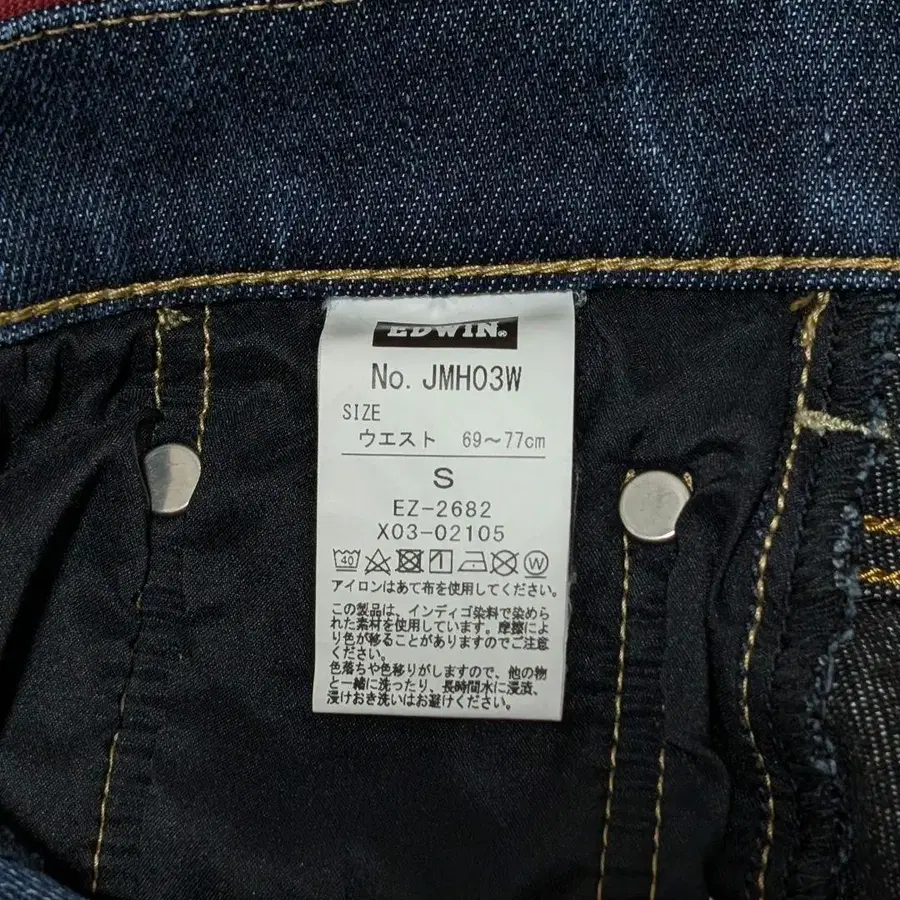 EDWIN®
No. JMH03W
SIZE
ウエスト 69〜77cm
S
EZ-2682
X03-02105
40 W
アイロンはあて布を使用してください。
この製品は、インディゴ染料で染めら
れた素材を使用しています。摩擦によ
り色が移ることがありますのでご注意
ください。
色落ちや色移りがしますので、他の物
と一緒に洗ったり、長時間水に浸漬、
浸けおき洗いはお避けください。